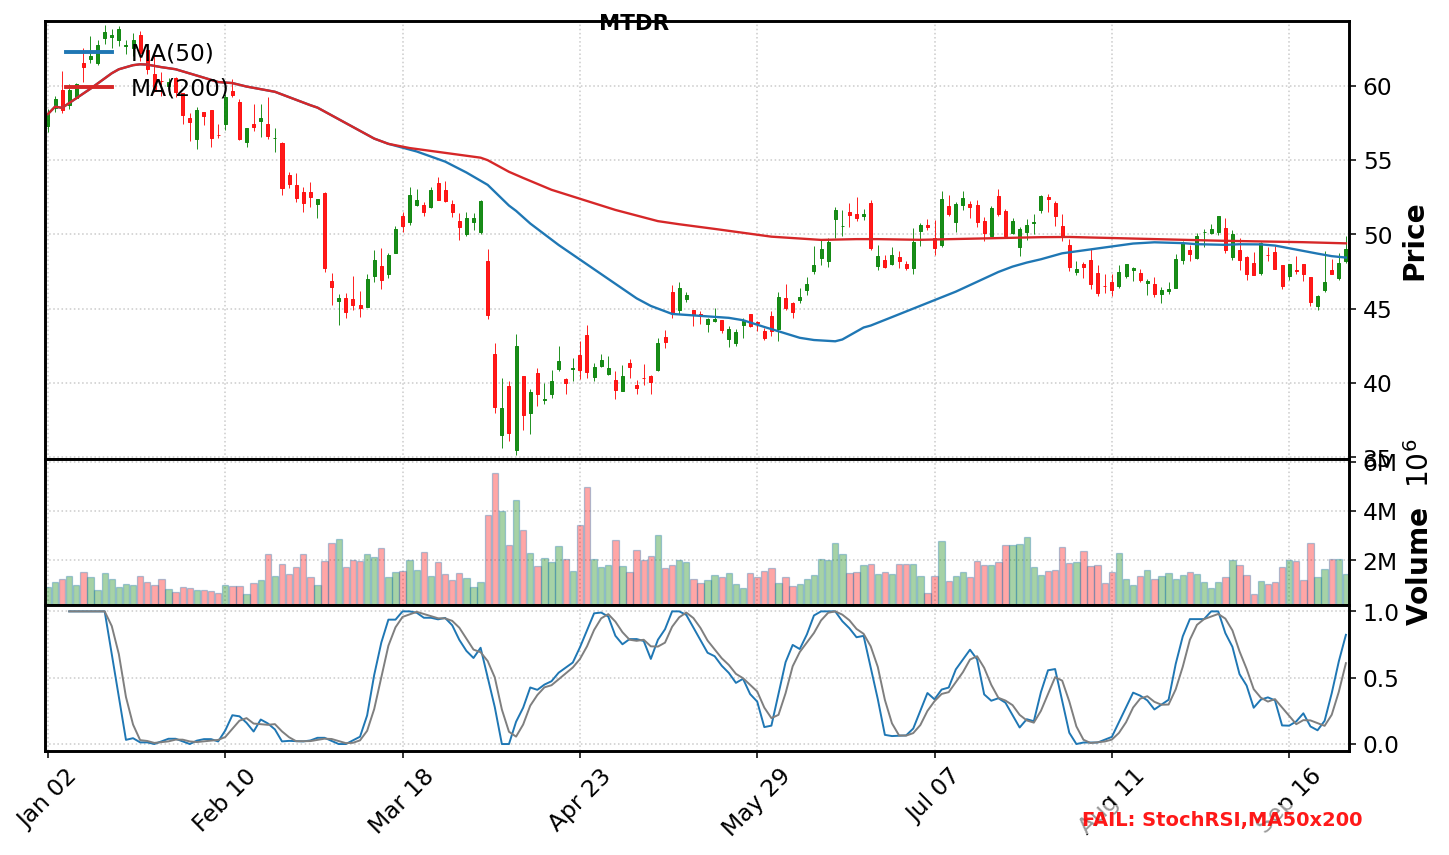 MTDR
MA(50)
MA(200)
60
55
50
45
40
35
Price
6M
4M
2M
Volume 10^6
1.0
0.5
0.0
Jan 02
Feb 10
Mar 18
Apr 23
May 29
Jul 07
Aug 11
Sep 16
FAIL: StochRSI,MA50x200